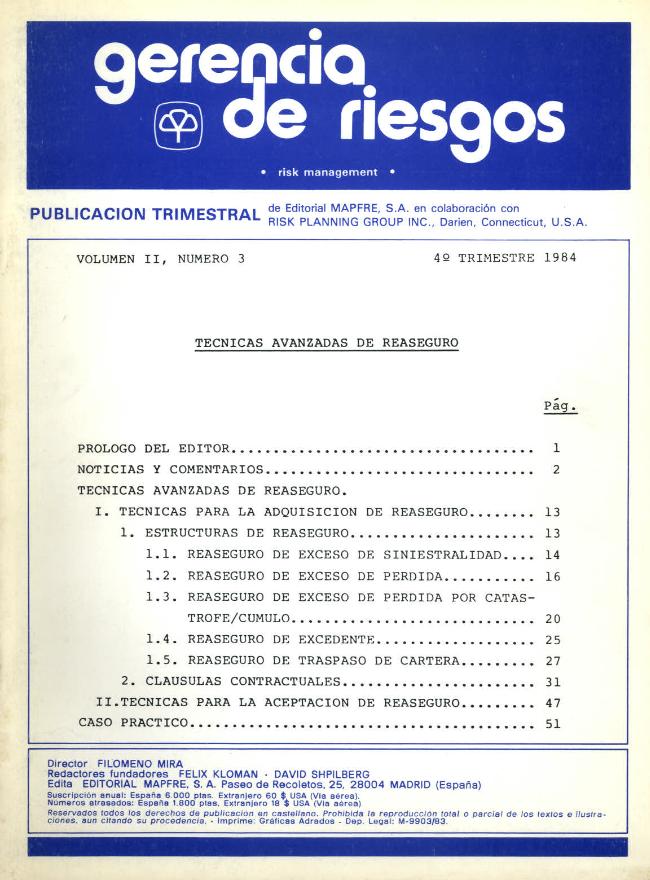 gerencia
de riesgos
• risk management •
PUBLICACION TRIMESTRAL
de Editorial MAPFRE, S.A. en colaboración con
RISK PLANNING GROUP INC., Darien, Connecticut, U.S.A.
VOLUMEN II, NUMERO 3 4º TRIMESTRE 1984
TECNICAS AVANZADAS DE REASEGURO
Pág.
PROLOGO DEL EDITOR.................................... 1
NOTICIAS Y COMENTARIOS................................ 2
TECNICAS AVANZADAS DE REASEGURO.
I. TECNICAS PARA LA ADQUISICION DE REASEGURO........ 13
1. ESTRUCTURAS DE REASEGURO...................... 13
1.1. REASEGURO DE EXCESO DE SINIESTRALIDAD.... 14
1.2. REASEGURO DE EXCESO DE PERDIDA........... 16
1.3. REASEGURO DE EXCESO DE PERDIDA POR CATAS-
TROFE/CUMULO............................. 20
1.4. REASEGURO DE EXCEDENTE................... 25
1.5. REASEGURO DE TRASPASO DE CARTERA......... 27
2. CLAUSULAS CONTRACTUALES....................... 31
II.TECNICAS PARA LA ACEPTACION DE REASEGURO......... 47
CASO PRACTICO......................................... 51
Director FILOMENO MIRA
Redactores fundadores FELIX KLOMAN - DAVID SHPILBERG
Edita EDITORIAL MAPFRE, S. A. Paseo de Recoletos, 25, 28004 MADRID (España)
Suscripción anual: España 6.000 ptas. Extranjero 60 $ USA (Vía aérea).
Números atrasados: España 1.800 ptas, Extranjero 18 $ USA (Vía aérea)
Reservados todos los derechos de publicación en castellano. Prohibida la reproducción total o parcial de los textos e ilustra-
ciones, aun citando su procedencia. - Imprime: Gráficas Adrados - Dep. Legal: M-9903/83.